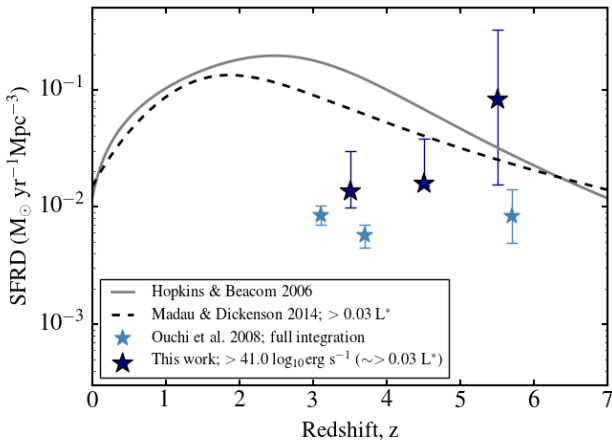 SFRD (M☉ yr⁻¹Mpc⁻³)
10⁻¹
10⁻²
10⁻³
Hopkins & Beacom 2006
Madau & Dickenson 2014; > 0.03 L*
Ouchi et al. 2008; full integration
This work; > 41.0 log₁₀erg s⁻¹ (∼> 0.03 L*)
0 1 2 3 4 5 6 7
Redshift, z